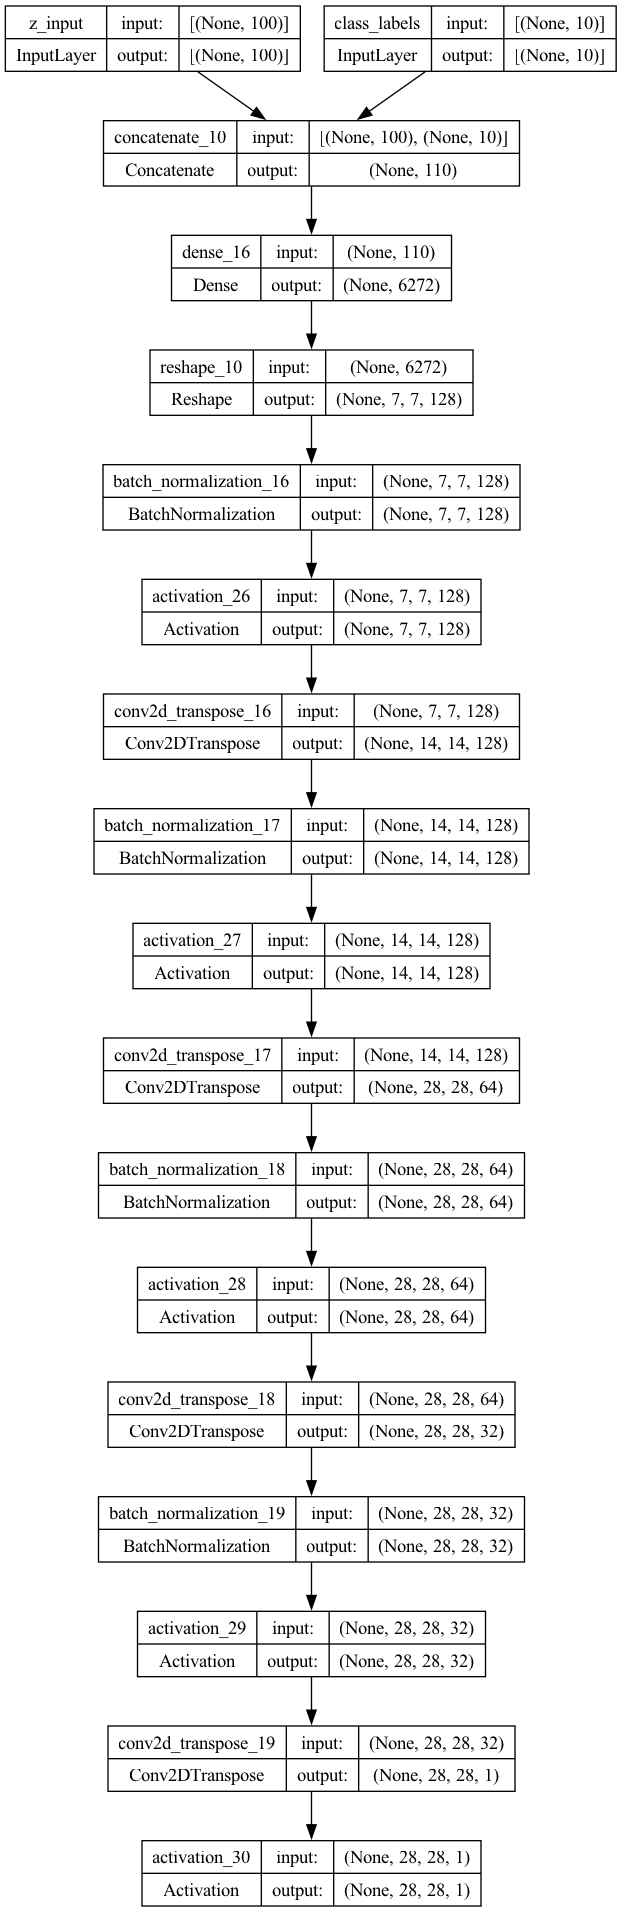 z_input input: [(None, 100)]
InputLayer output: [(None, 100)]
class_labels input: [(None, 10)]
InputLayer output: [(None, 10)]
concatenate_10 input: [(None, 100), (None, 10)]
Concatenate output: (None, 110)
dense_16 input: (None, 110)
Dense output: (None, 6272)
reshape_10 input: (None, 6272)
Reshape output: (None, 7, 7, 128)
batch_normalization_16 input: (None, 7, 7, 128)
BatchNormalization output: (None, 7, 7, 128)
activation_26 input: (None, 7, 7, 128)
Activation output: (None, 7, 7, 128)
conv2d_transpose_16 input: (None, 7, 7, 128)
Conv2DTranspose output: (None, 14, 14, 128)
batch_normalization_17 input: (None, 14, 14, 128)
BatchNormalization output: (None, 14, 14, 128)
activation_27 input: (None, 14, 14, 128)
Activation output: (None, 14, 14, 128)
conv2d_transpose_17 input: (None, 14, 14, 128)
Conv2DTranspose output: (None, 28, 28, 64)
batch_normalization_18 input: (None, 28, 28, 64)
BatchNormalization output: (None, 28, 28, 64)
activation_28 input: (None, 28, 28, 64)
Activation output: (None, 28, 28, 64)
conv2d_transpose_18 input: (None, 28, 28, 64)
Conv2DTranspose output: (None, 28, 28, 32)
batch_normalization_19 input: (None, 28, 28, 32)
BatchNormalization output: (None, 28, 28, 32)
activation_29 input: (None, 28, 28, 32)
Activation output: (None, 28, 28, 32)
conv2d_transpose_19 input: (None, 28, 28, 32)
Conv2DTranspose output: (None, 28, 28, 1)
activation_30 input: (None, 28, 28, 1)
Activation output: (None, 28, 28, 1)